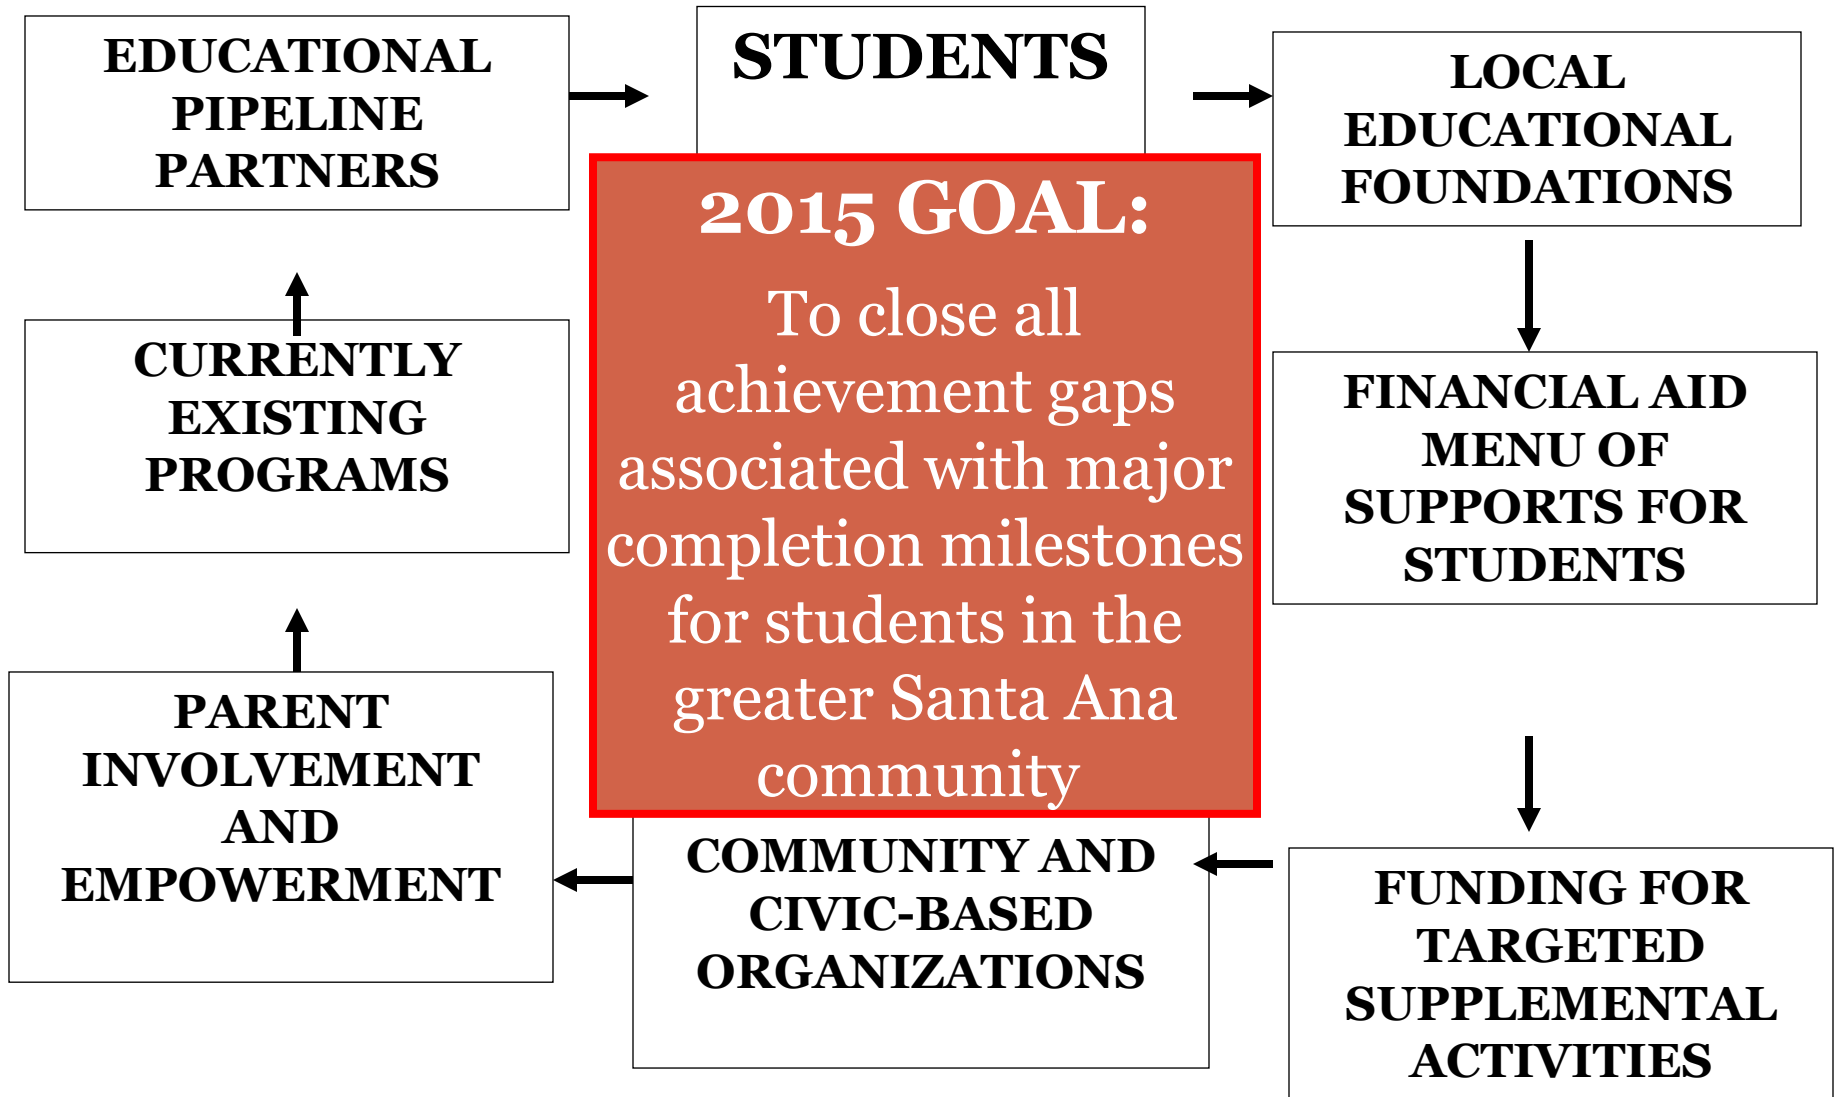 EDUCATIONAL
PIPELINE
PARTNERS
STUDENTS
LOCAL
EDUCATIONAL
FOUNDATIONS
2015 GOAL:
To close all
achievement gaps
associated with major
completion milestones
for students in the
greater Santa Ana
community
CURRENTLY
EXISTING
PROGRAMS
FINANCIAL AID
MENU OF
SUPPORTS FOR
STUDENTS
PARENT
INVOLVEMENT
AND
EMPOWERMENT
COMMUNITY AND
CIVIC-BASED
ORGANIZATIONS
FUNDING FOR
TARGETED
SUPPLEMENTAL
ACTIVITIES